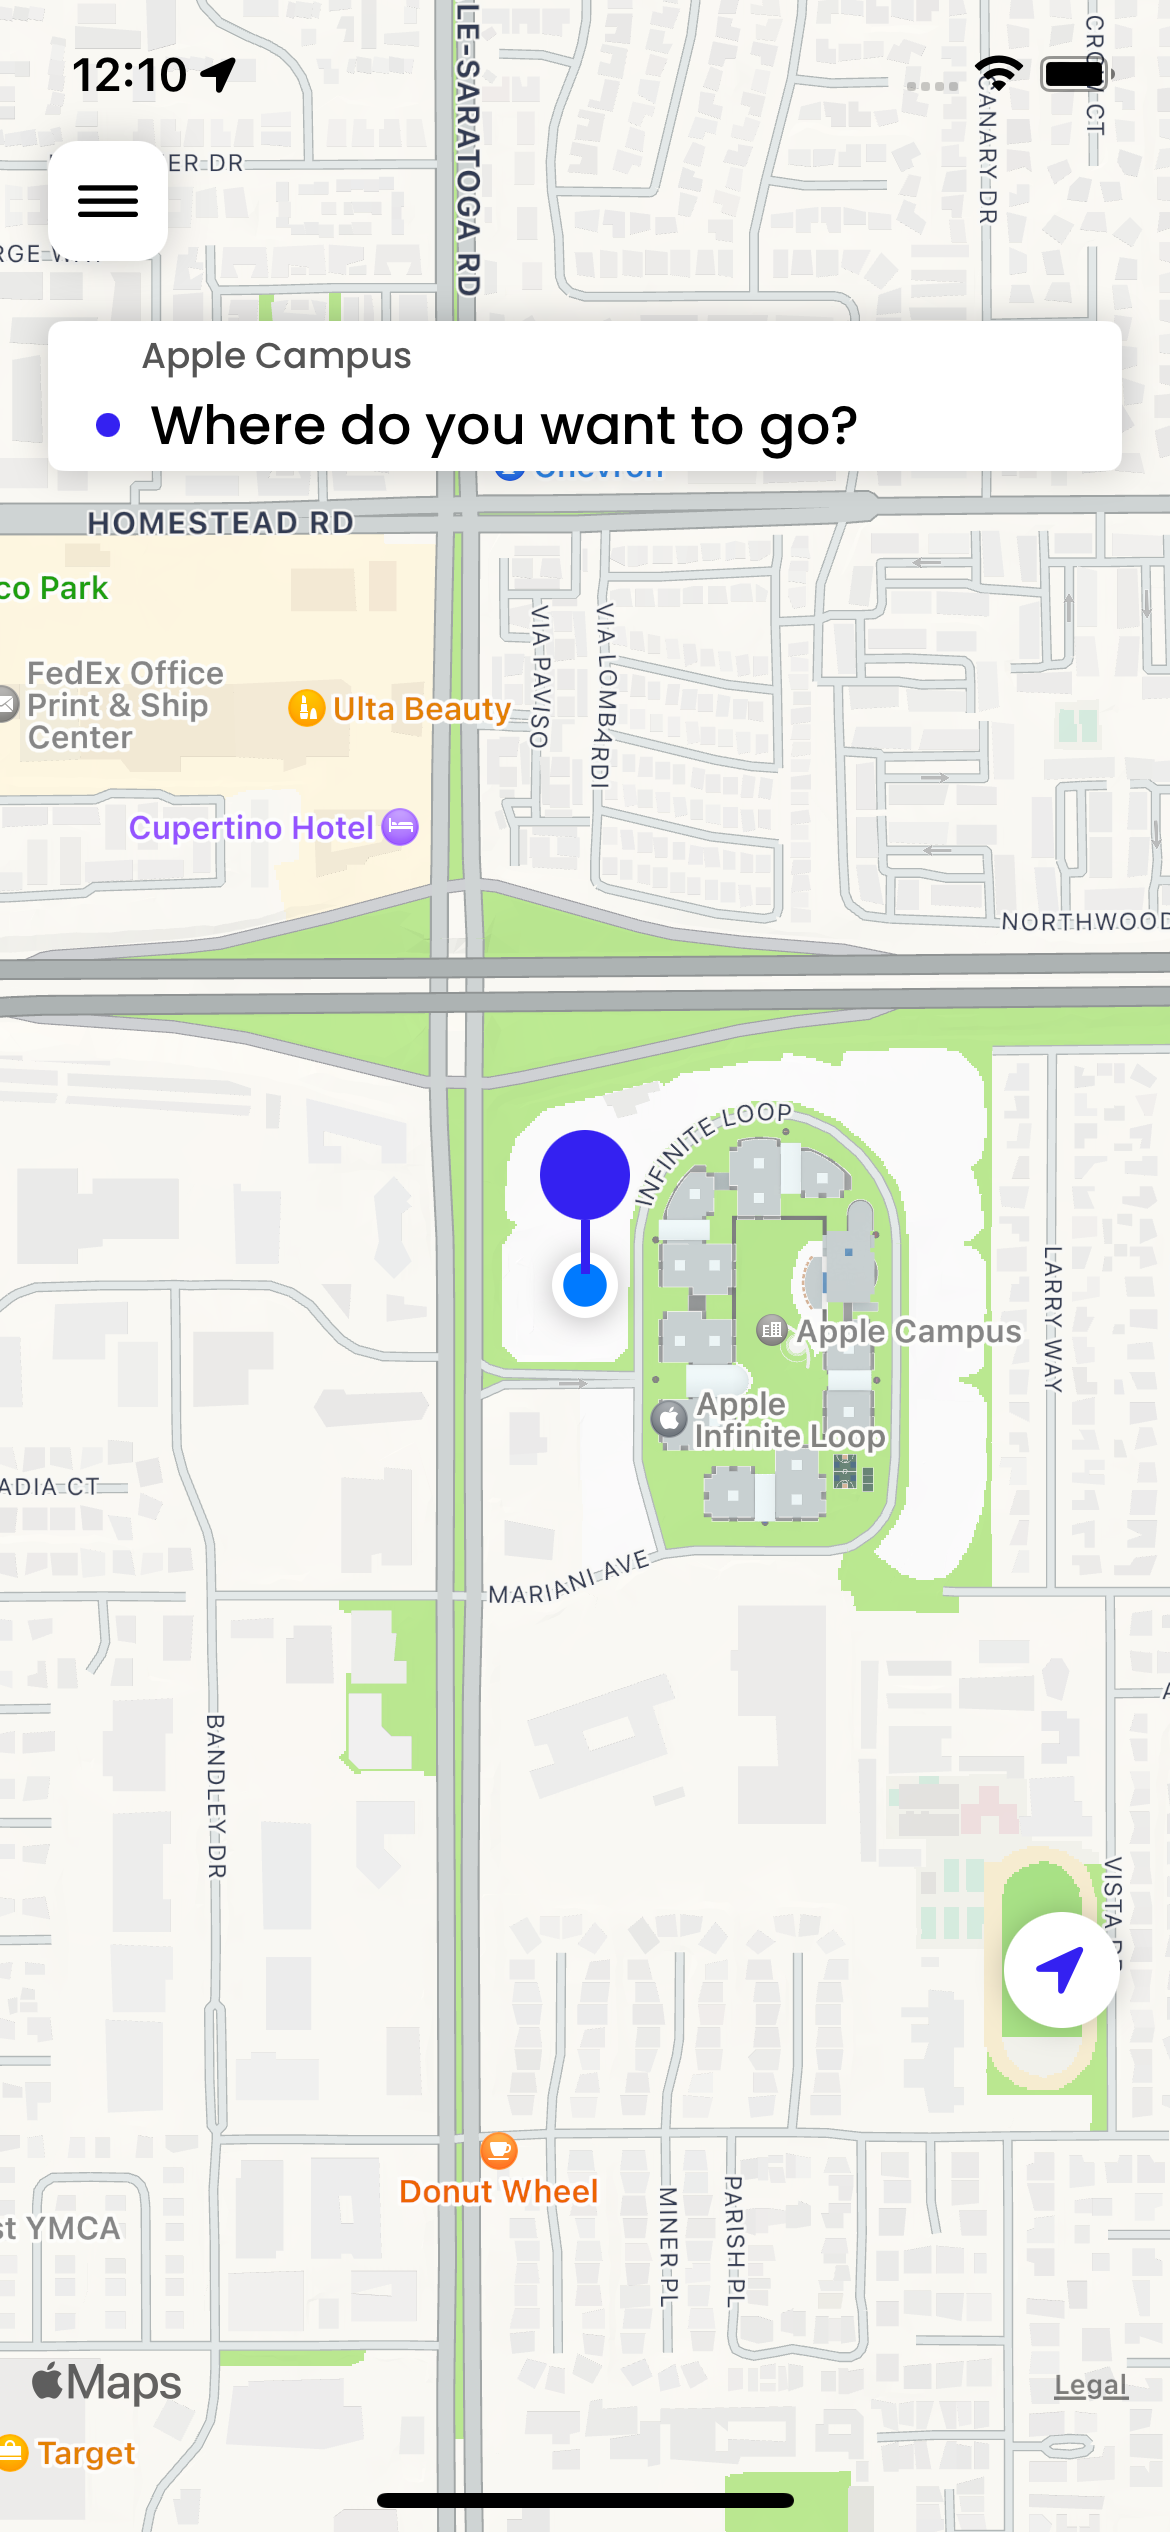 LE-SARATOGA RD
CROW CT
12:10
CANARY DR
ER DR
Apple Campus
Where do you want to go?
Chevron
HOMESTEAD RD
co Park
FedEx Office
Print & Ship
Center
Ulta Beauty
VIA PAVISO
VIA LOMBARDI
Cupertino Hotel
NORTHWOOD
INFINITE LOOP
LARRY WAY
Apple Campus
Apple
Infinite Loop
ADIA CT
MARIANI AVE
BANDLEY DR
VISTA
Donut Wheel
st YMCA
MINER PL
PARISH PL
Maps
Legal
Target